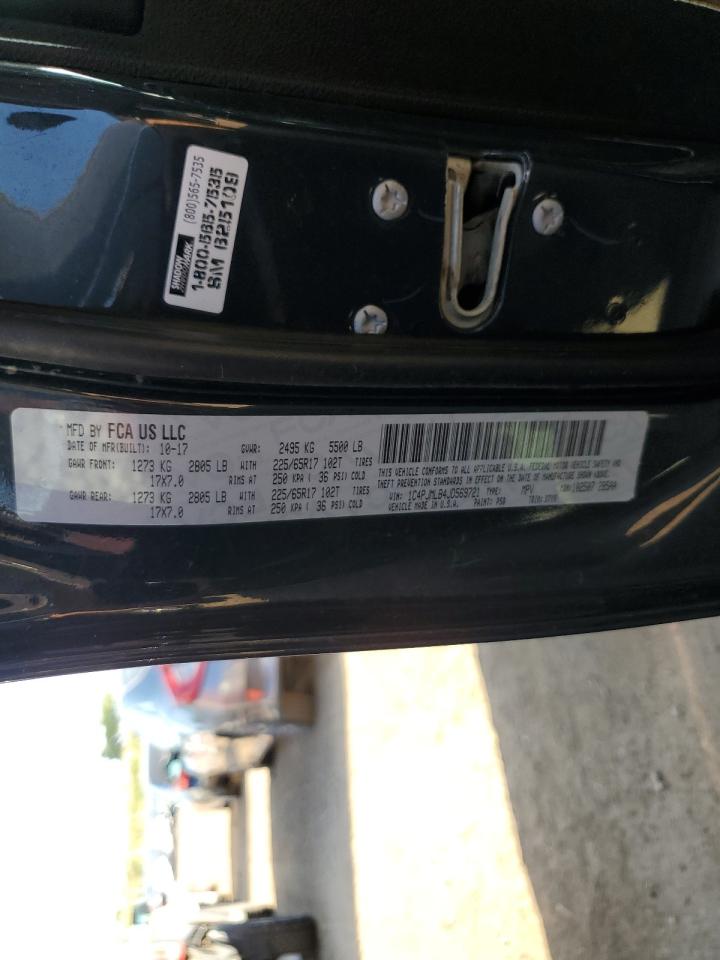 (800)565-7535
SHADOW
MARK
1-800-565-7535
MFD BY FCA US LLC
DATE OF MFR(BUILT): 10-17 GVWR: 2495 KG 5500 LB
GAWR FRONT: 1273 KG 2805 LB WITH 225/65R17 102T TIRES
17X7.0 RIMS AT 250 KPA ( 36 PSI) COLD
GAWR REAR: 1273 KG 2805 LB WITH 225/65R17 102T TIRES
17X7.0 RIMS AT 250 KPA ( 36 PSI) COLD
THIS VEHICLE CONFORMS TO ALL APPLICABLE U.S.A. FEDERAL MOTOR VEHICLE SAFETY AND
THEFT PREVENTION STANDARDS IN EFFECT ON THE DATE OF MANUFACTURE SHOWN ABOVE.
VIN: TYPE: MPV
VEHICLE MADE IN U.S.A. PAINT: TRIM: